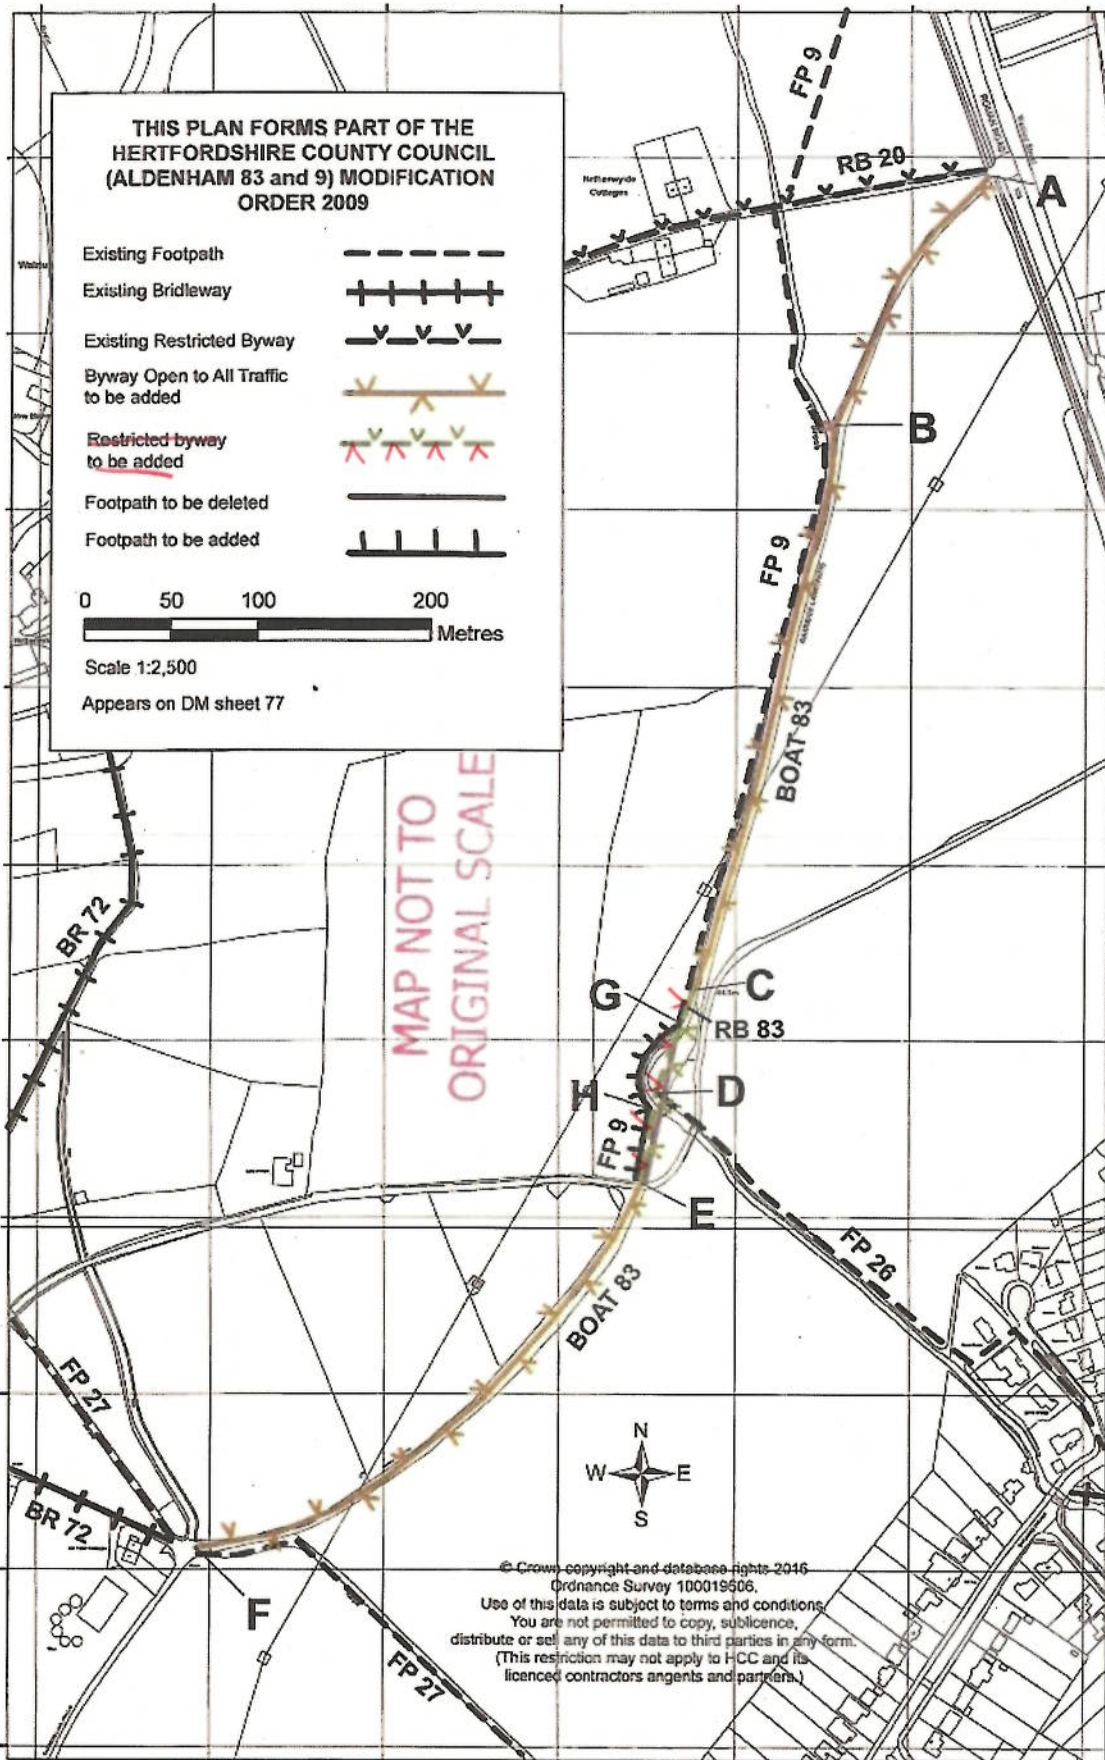 THIS PLAN FORMS PART OF THE
HERTFORDSHIRE COUNTY COUNCIL
(ALDENHAM 83 and 9) MODIFICATION
ORDER 2009
Existing Footpath
Existing Bridleway
Existing Restricted Byway
Byway Open to All Traffic
to be added
Restricted byway
to be added
Footpath to be deleted
Footpath to be added
0 50 100 200
Metres
Scale 1:2,500
Appears on DM sheet 77
FP 9
RB 20
Netherwylde
Cottages
A
B
FP 9
BOAT 83
MAP NOT TO
ORIGINAL SCALE
BR 72
G
C
RB 83
H
D
FP 9
E
FP 26
BOAT 83
FP 27
BR 72
N
W E
S
F
FP 27
© Crown copyright and database rights 2016
Ordnance Survey 100019606.
Use of this data is subject to terms and conditions
You are not permitted to copy, sublicence,
distribute or sell any of this data to third parties in any form.
(This restriction may not apply to HCC and its
licenced contractors angents and partners.)